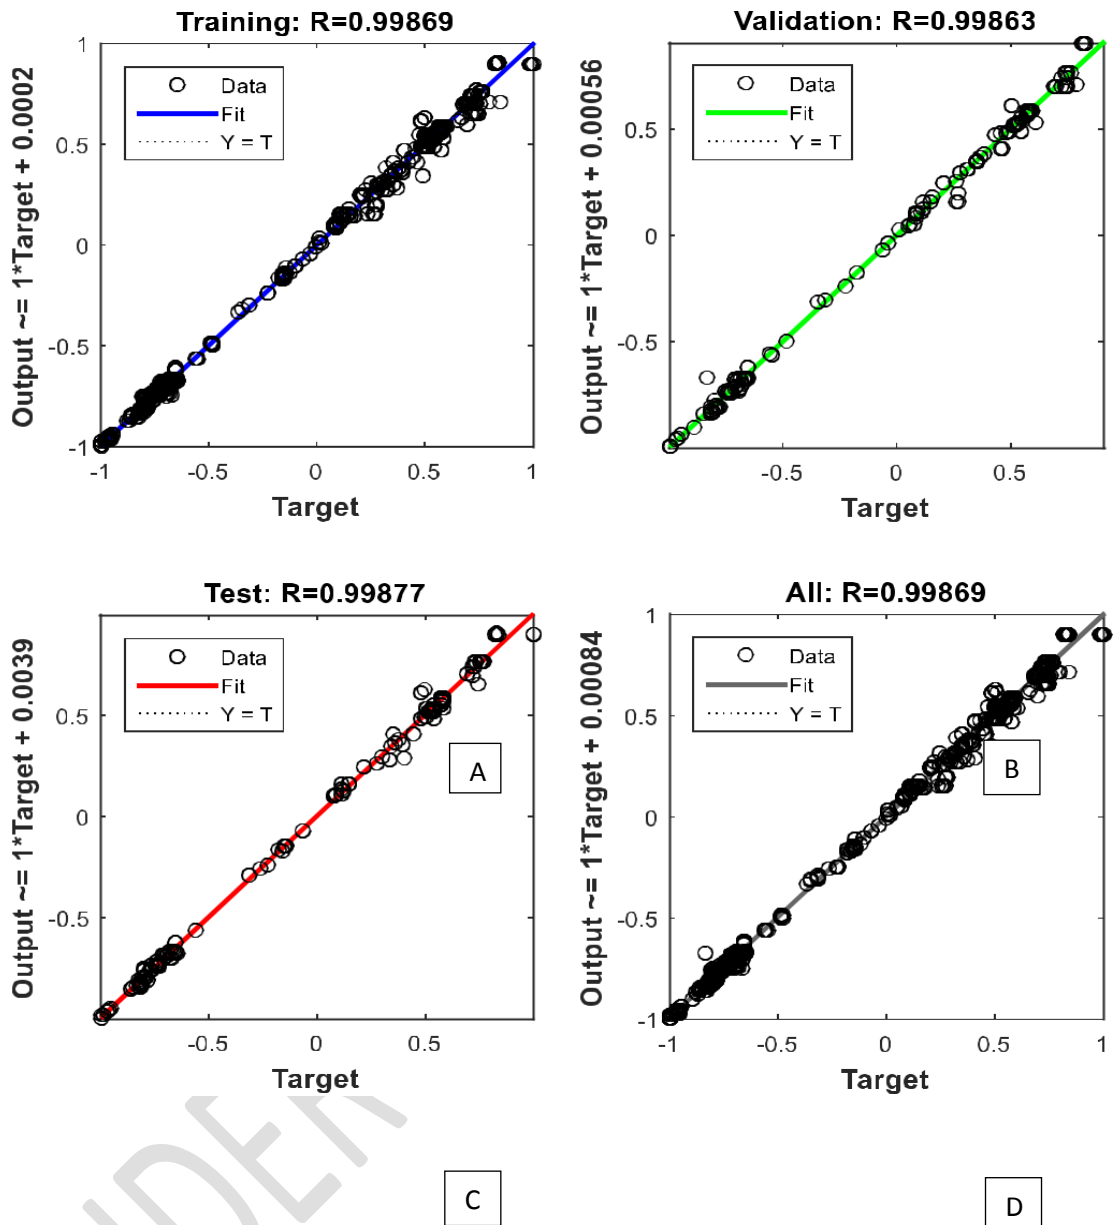 Training: R=0.99869
Output ~= 1*Target + 0.0002
Data
Fit
Y = T
1
0.5
0
-0.5
-1
-1
-0.5
0
0.5
1
Target
Validation: R=0.99863
Output ~= 1*Target + 0.00056
Data
Fit
Y = T
0.5
0
-0.5
-0.5
0
0.5
Target
Test: R=0.99877
Output ~= 1*Target + 0.0039
Data
Fit
Y = T
0.5
0
-0.5
-0.5
0
0.5
Target
A
All: R=0.99869
Output ~= 1*Target + 0.00084
Data
Fit
Y = T
1
0.5
0
-0.5
-1
-1
-0.5
0
0.5
1
Target
B
C
D